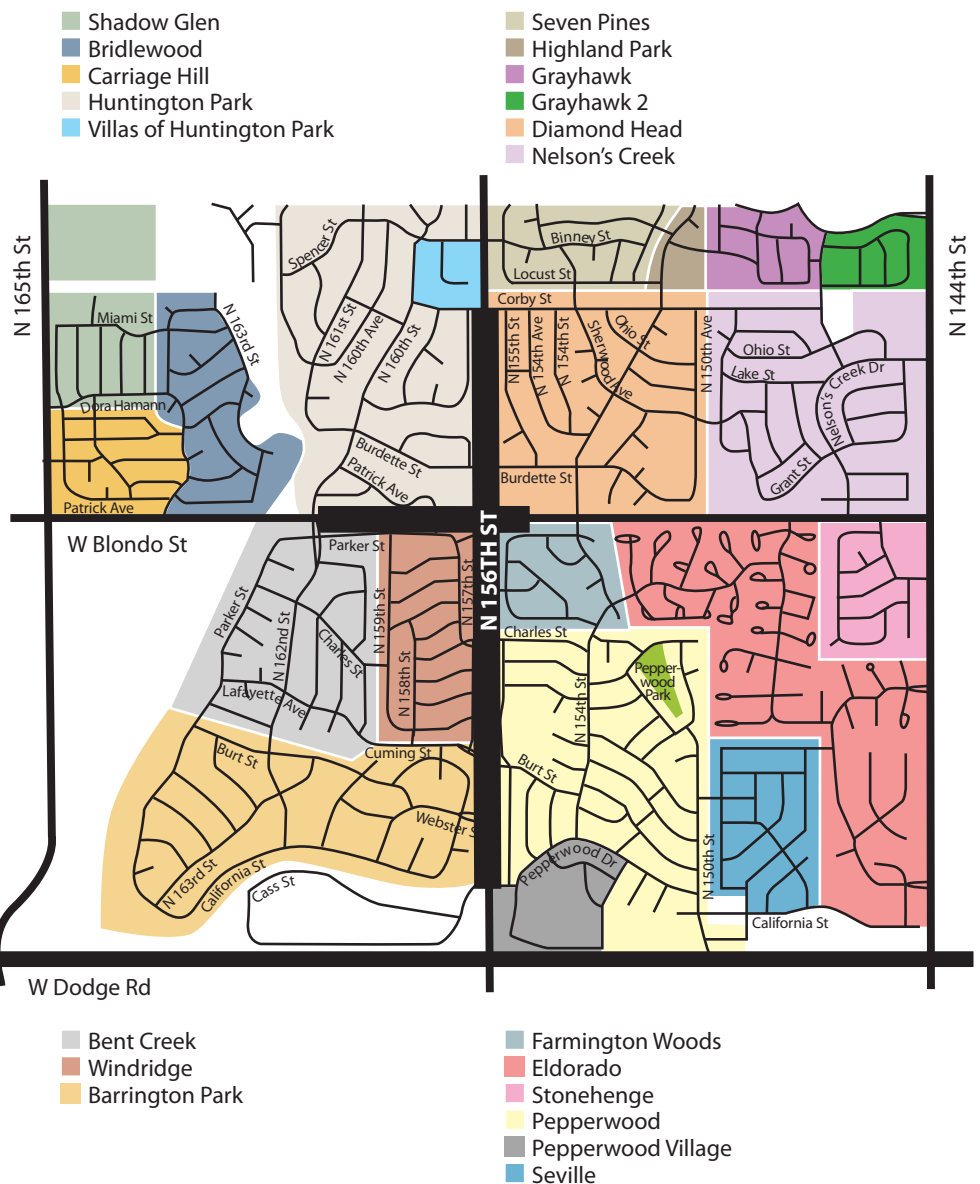 Shadow Glen
Bridlewood
Carriage Hill
Huntington Park
Villas of Huntington Park
Seven Pines
Highland Park
Grayhawk
Grayhawk 2
Diamond Head
Nelson's Creek
N 165th St
N 144th St
Spencer St
Binney St
Locust St
Corby St
Miami St
N 163rd St
N 161st St
N 160th Ave
N 160th St
N 155th St
N 154th Ave
N 154th St
Sherwood Ave
Ohio St
N 150th Ave
Ohio St
Lake St
Nelson's Creek Dr
Dora Hamann
Burdette St
Patrick Ave
Burdette St
Grant St
Patrick Ave
W Blondo St
N 156TH ST
Parker St
Parker St
N 162nd St
Charles St
N 159th St
N 158th St
N 157th St
Lafayette Ave
Charles St
Pepper-
wood
Park
N 154th St
Cuming St
Burt St
Burt St
Webster S
N 163rd St
California St
Cass St
Pepperwood Dr
N 150th St
California St
W Dodge Rd
Bent Creek
Windridge
Barrington Park
Farmington Woods
Eldorado
Stonehenge
Pepperwood
Pepperwood Village
Seville